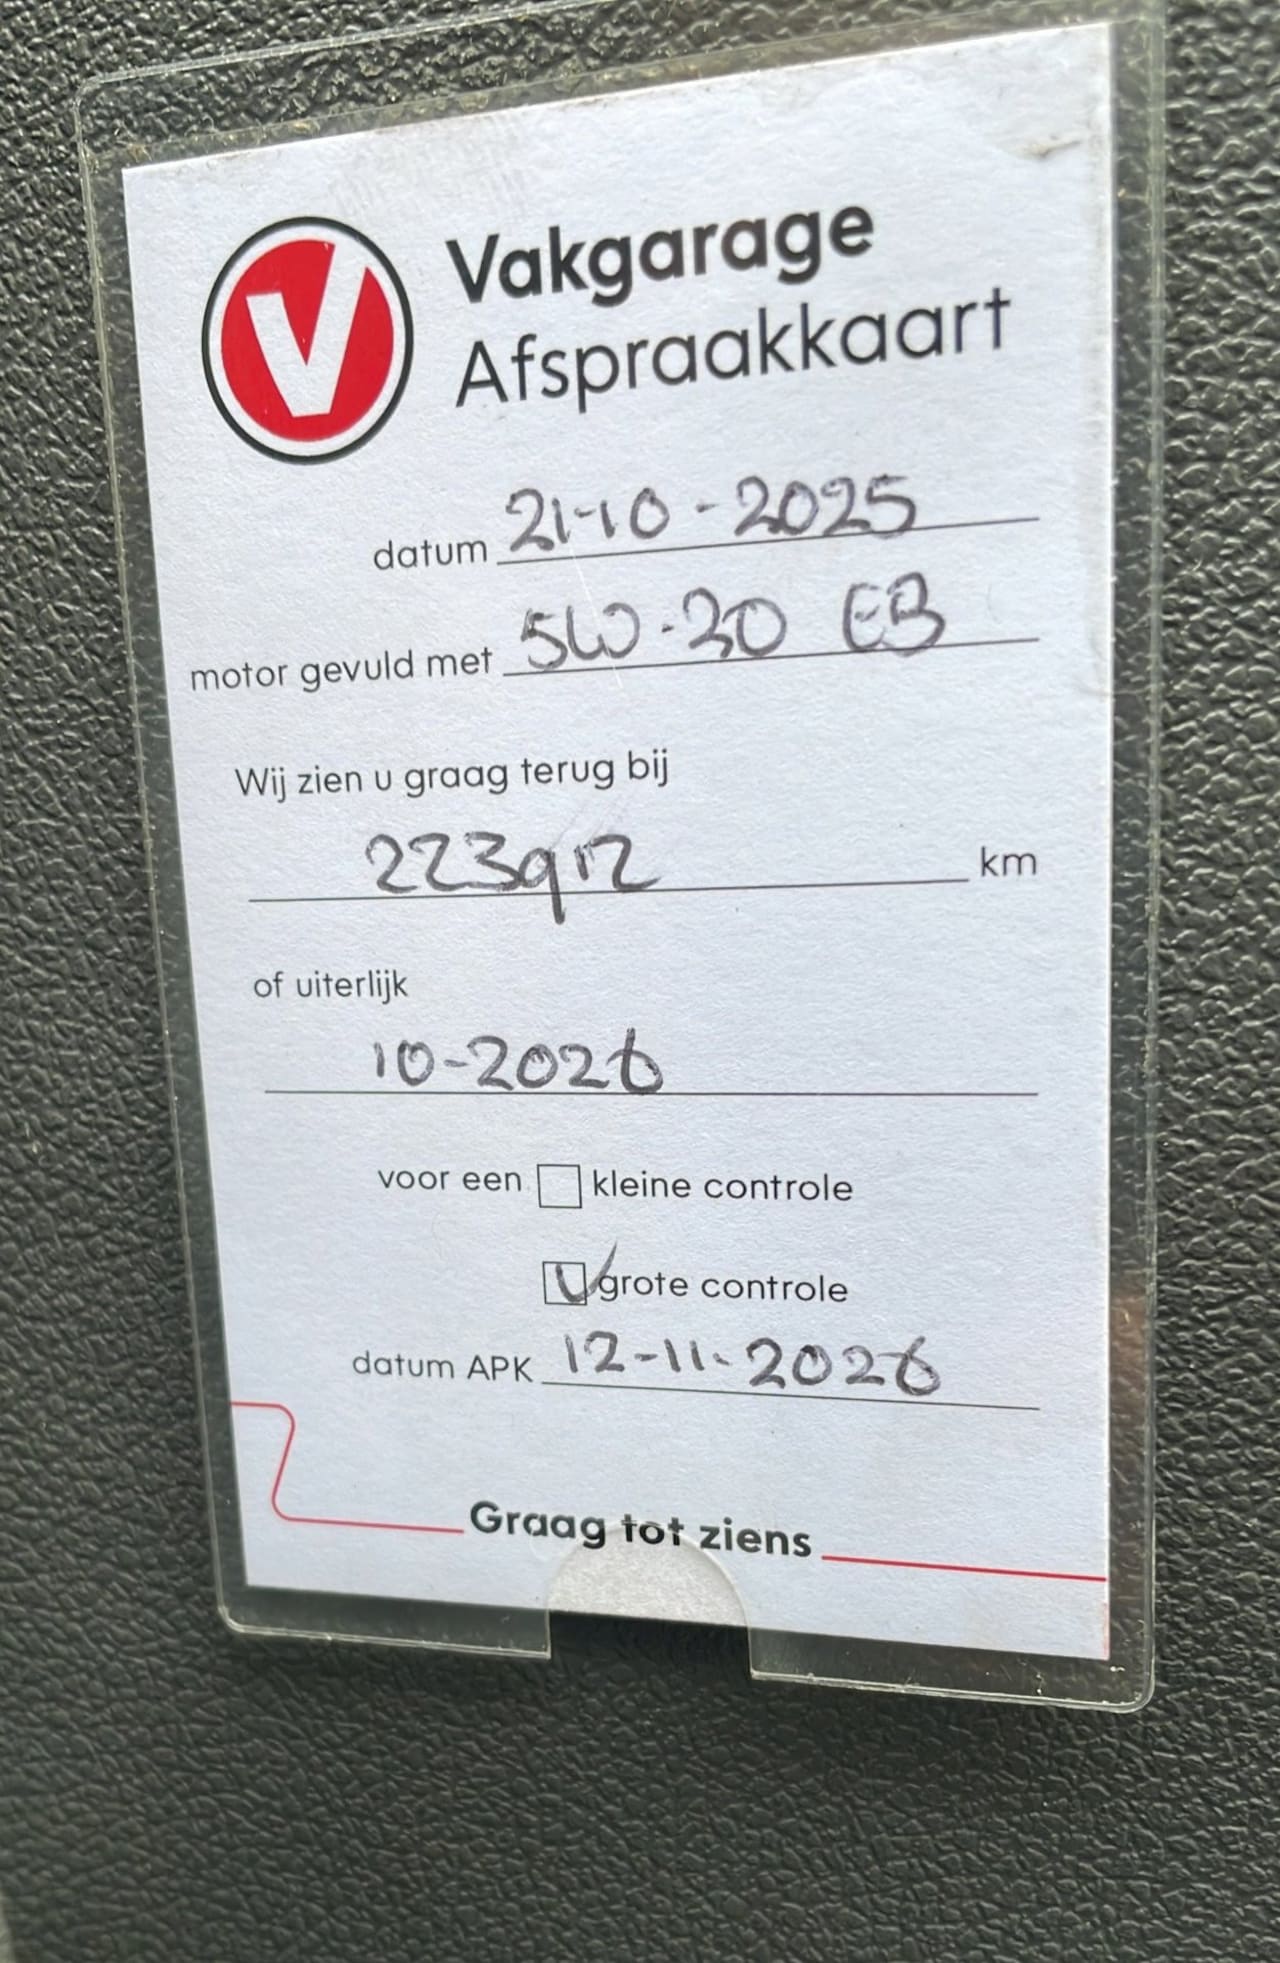 V
Vakgarage
Afspraakkaart
datum 21-10-2025
motor gevuld met 5W-30 EB
Wij zien u graag terug bij
223912 km
of uiterlijk
10-2026
voor een kleine controle
grote controle
datum APK 12-11-2026
Graag tot ziens